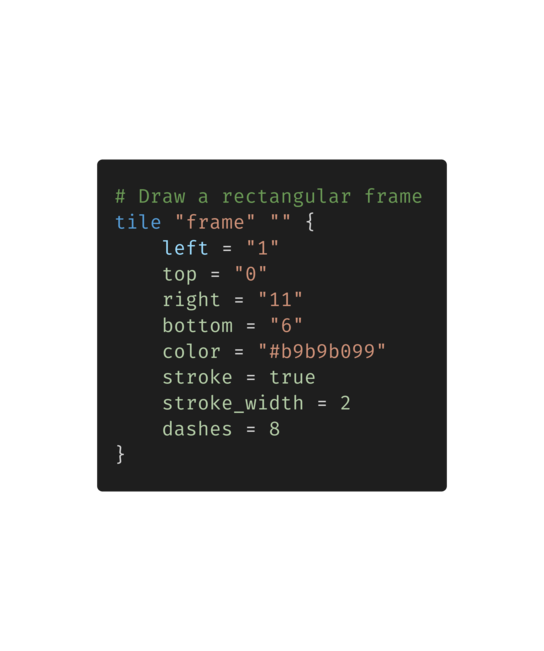 # Draw a rectangular frame
tile "frame" "" {
    left = "1"
    top = "0"
    right = "11"
    bottom = "6"
    color = "#b9b9b099"
    stroke = true
    stroke_width = 2
    dashes = 8
}